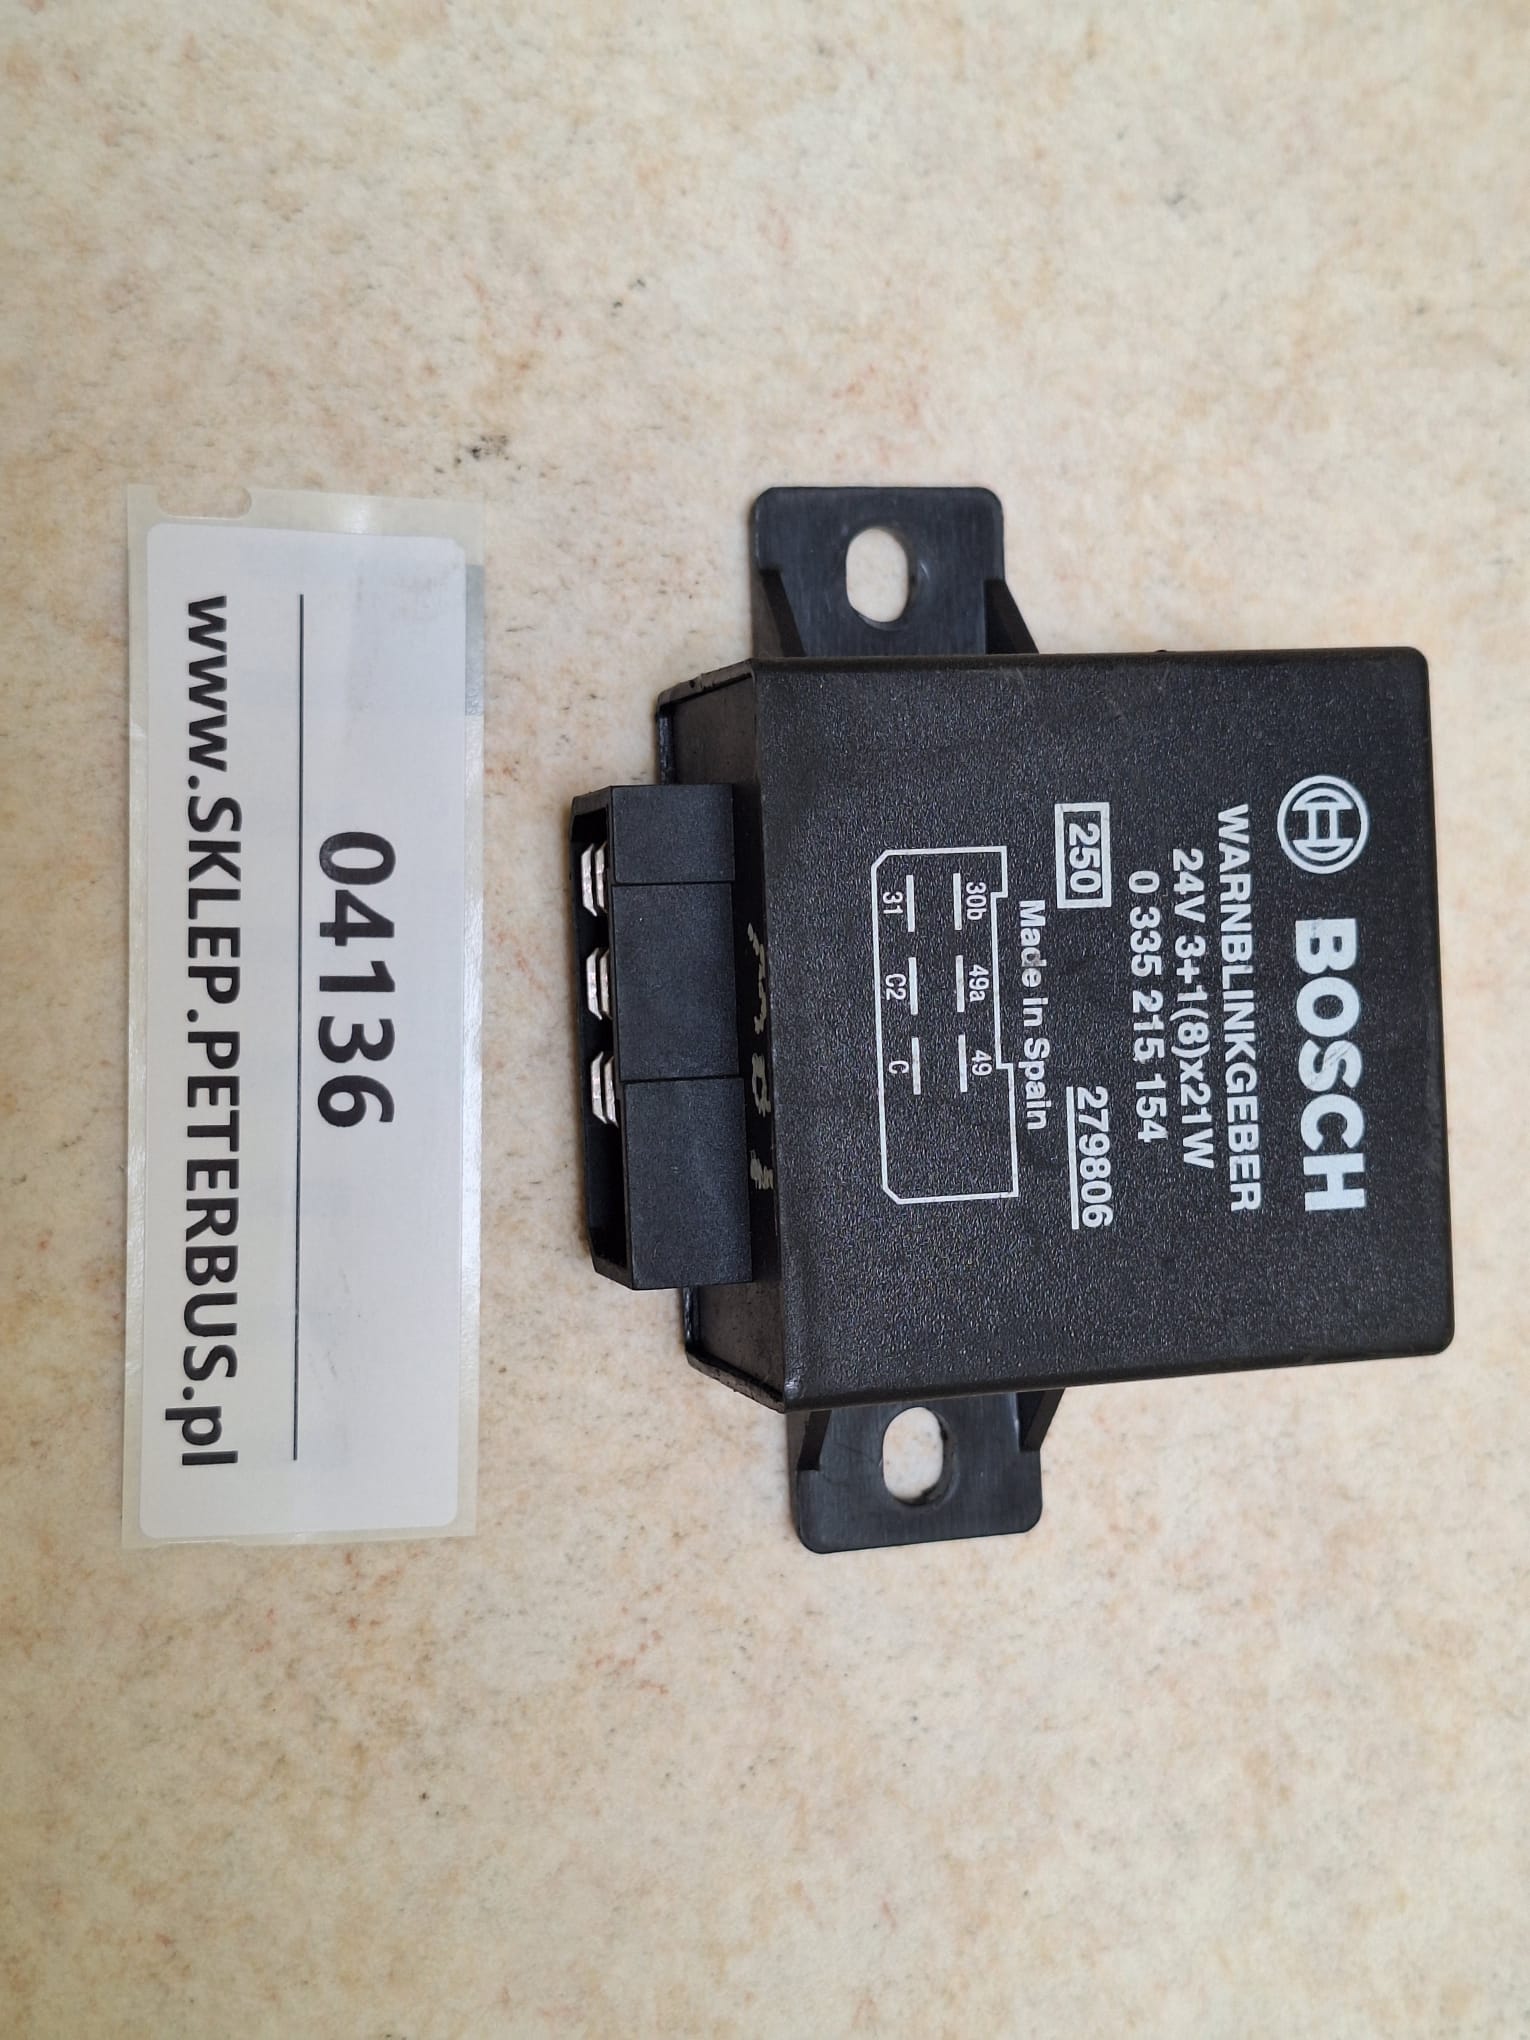 BOSCH
WARNBLINKGEBER
24V 3+1(8)x21W
0 335 215 154
250
279806
Made in Spain
30b 49a 49
31 C2 C
04136
www.SKLEP.PETERBUS.pl